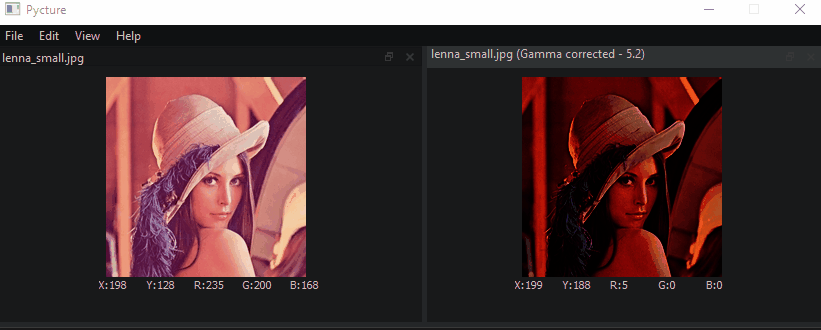 Pycture
File Edit View Help
lenna_small.jpg
lenna_small.jpg (Gamma corrected - 5.2)
X:198 Y:128 R:235 G:200 B:168
X:199 Y:188 R:5 G:0 B:0